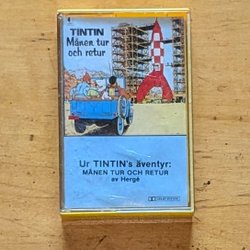 TINTIN
Månen tur
och retur
Ur TINTIN's äventyr:
MÅNEN TUR OCH RETUR
av Hergé